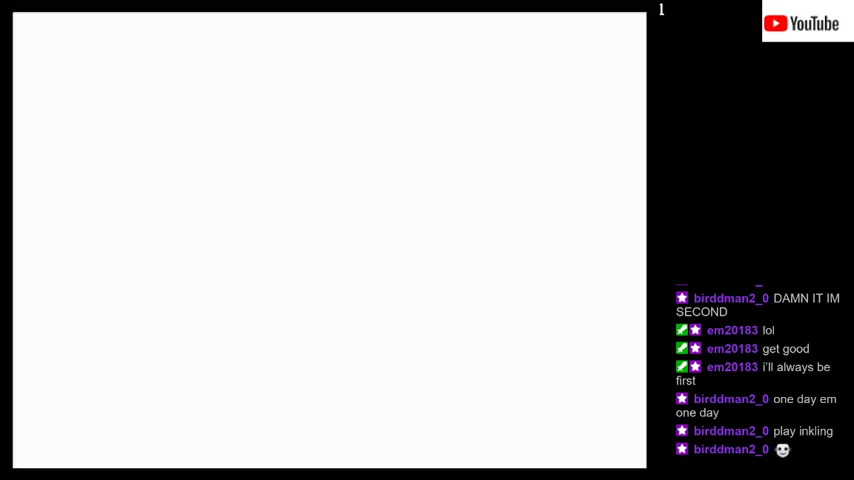 1
YouTube
birddman2_0 DAMN IT IM
SECOND
em20183 lol
em20183 get good
em20183 i'll always be
first
birddman2_0 one day em
one day
birddman2_0 play inkling
birddman2_0